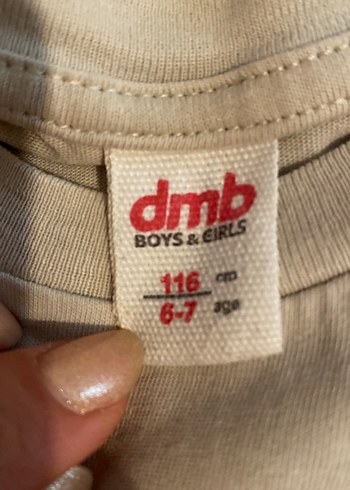 dmb
BOYS & GIRLS
116 cm
6-7 age